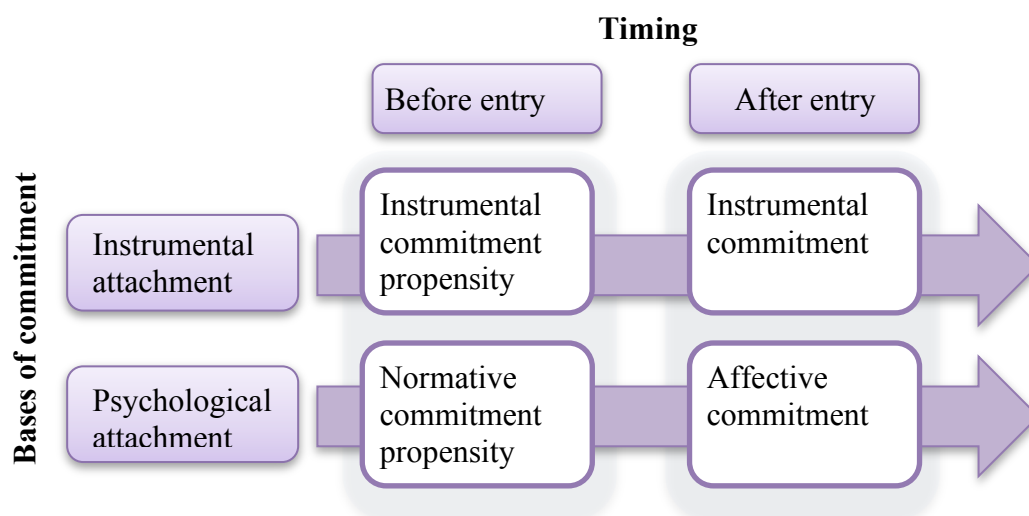 Timing
Before entry
After entry
Bases of commitment
Instrumental
attachment
Instrumental
commitment
propensity
Instrumental
commitment
Psychological
attachment
Normative
commitment
propensity
Affective
commitment